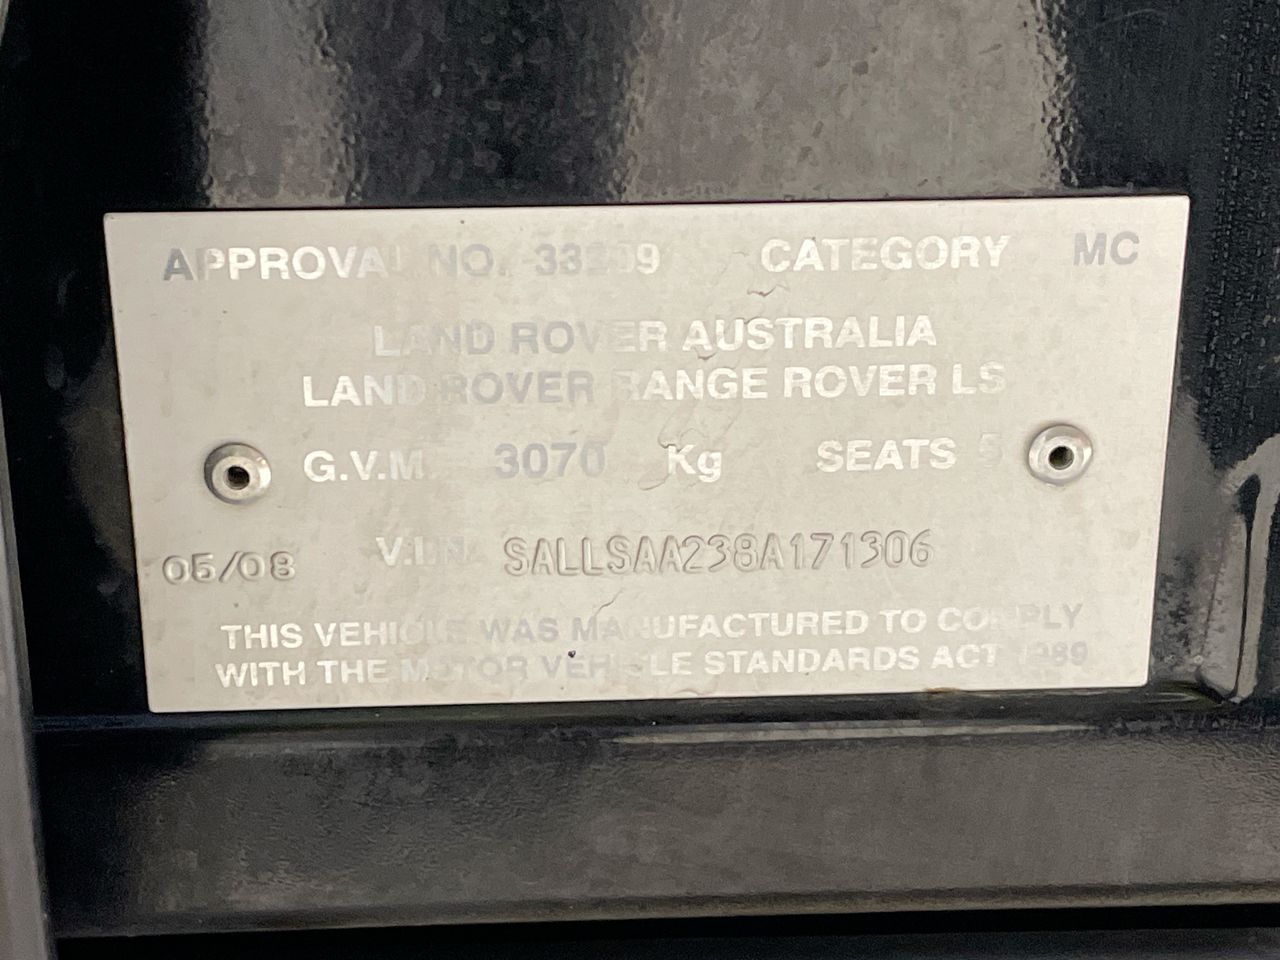 APPROVAL NO. 33209 CATEGORY MC
LAND ROVER AUSTRALIA
LAND ROVER RANGE ROVER LS
G.V.M. 3070 Kg SEATS 5
05/08 V.I.N. SALLSAA238A171306
THIS VEHICLE WAS MANUFACTURED TO COMPLY
WITH THE MOTOR VEHICLE STANDARDS ACT 1989